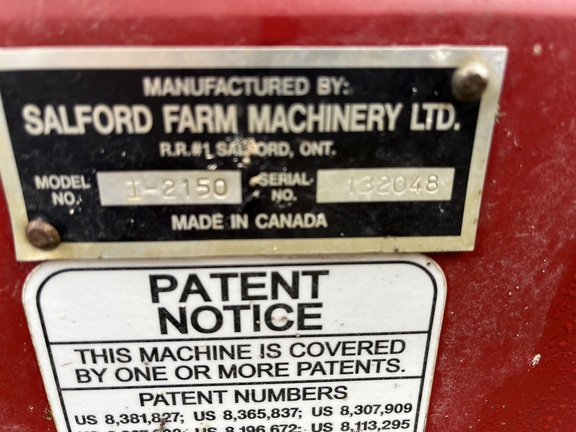 MANUFACTURED BY:
SALFORD FARM MACHINERY LTD.
R.R.#1 SALFORD, ONT.
MODEL NO. I-2150 SERIAL NO. 132048
MADE IN CANADA
PATENT
NOTICE
THIS MACHINE IS COVERED
BY ONE OR MORE PATENTS.
PATENT NUMBERS
US 8,381,827; US 8,365,837; US 8,307,909
US 8,196,672; US 8,113,295